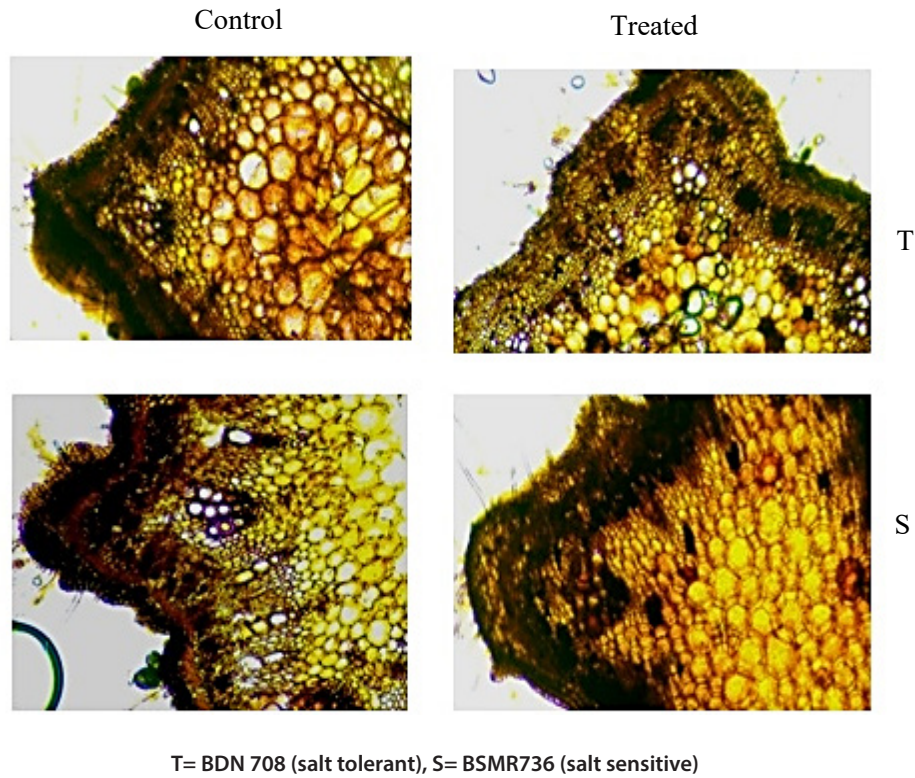 Control
Treated
T
S
T= BDN 708 (salt tolerant), S= BSMR736 (salt sensitive)